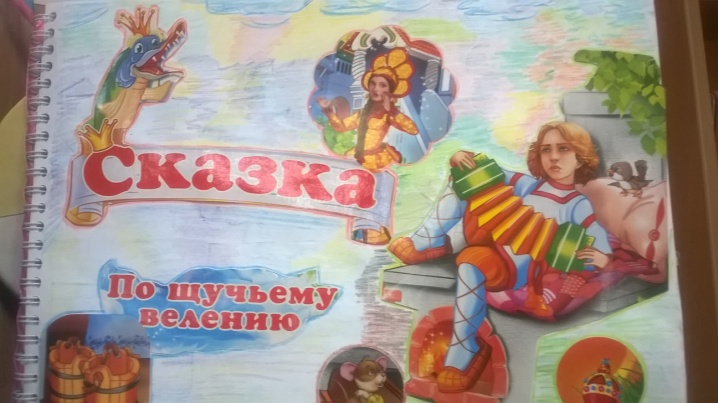 Сказка
По щучьему
велению